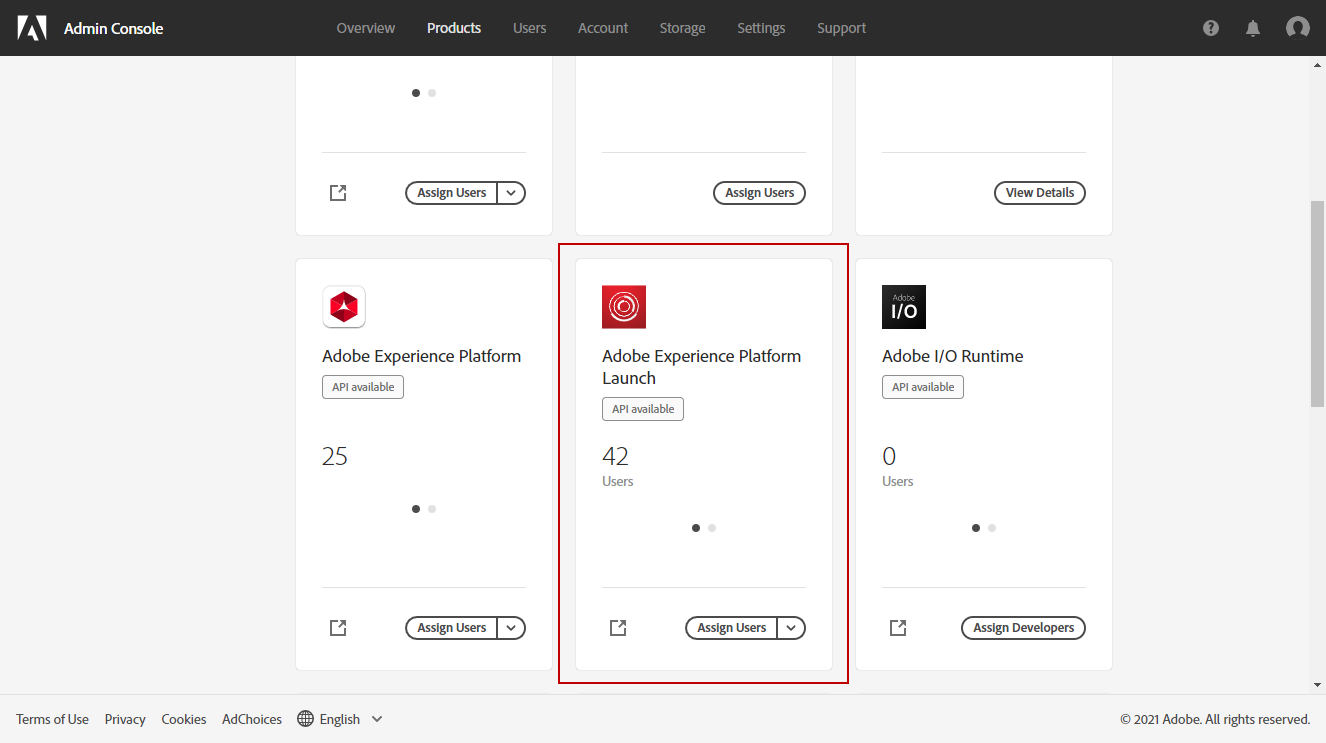 Admin Console
Overview
Products
Users
Account
Storage
Settings
Support
Assign Users
Assign Users
View Details
Adobe Experience Platform
API available
25
Assign Users
Adobe Experience Platform
Launch
API available
42
Users
Assign Users
Adobe
I/O
Adobe I/O Runtime
API available
0
Users
Assign Developers
Terms of Use
Privacy
Cookies
AdChoices
English
© 2021 Adobe. All rights reserved.